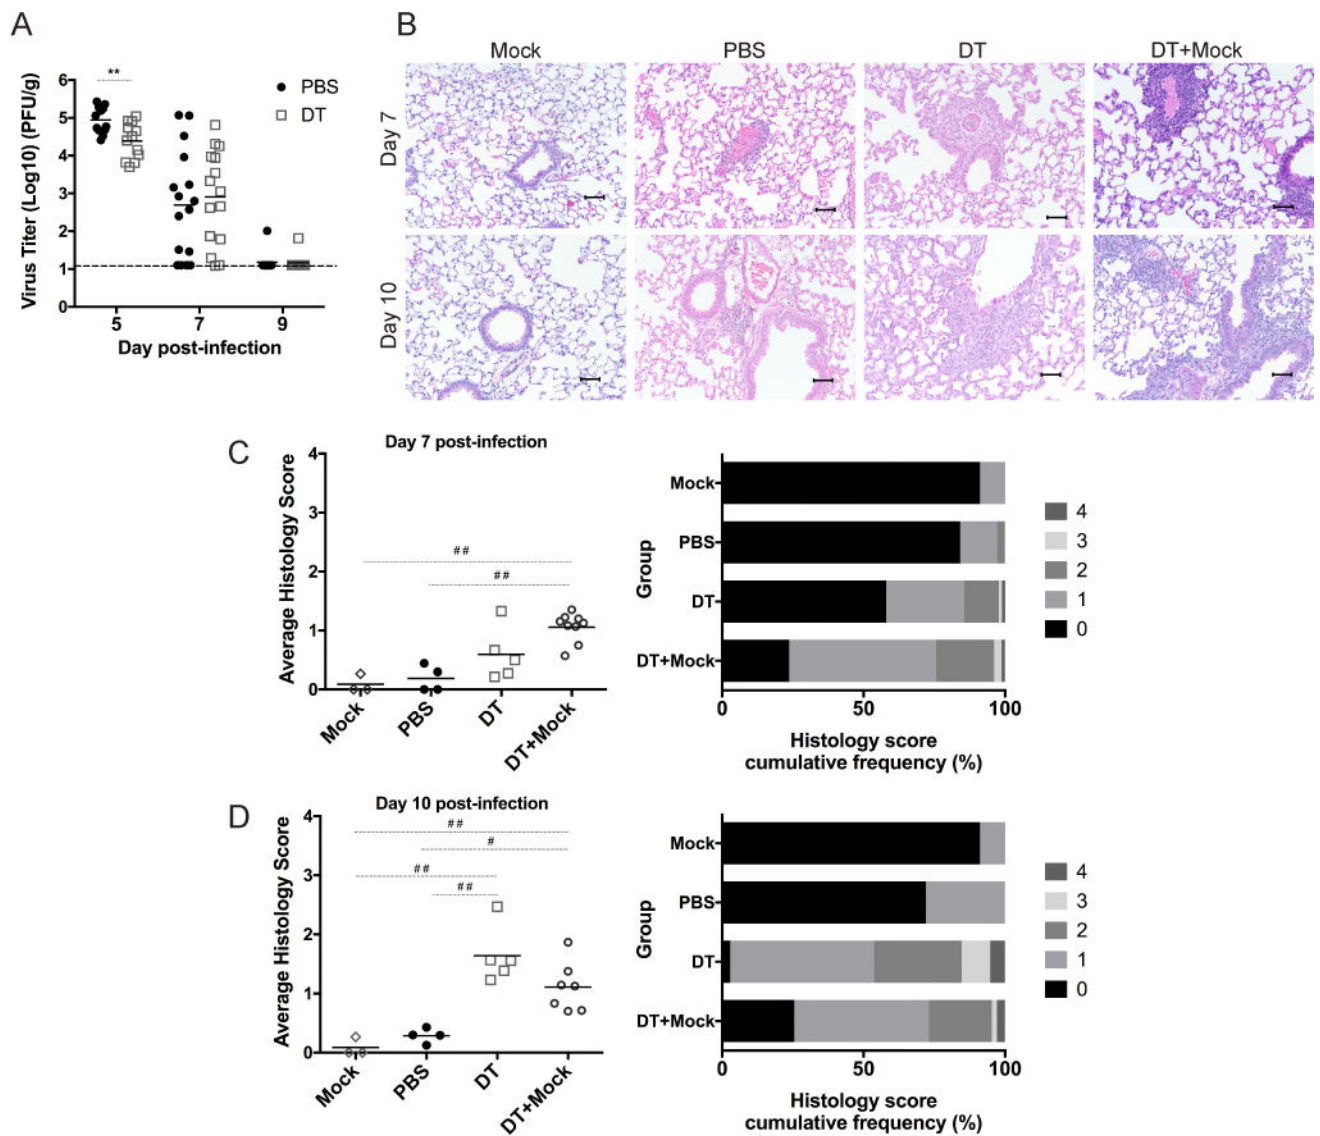 A
Virus Titer (Log10) (PFU/g)
6
5
4
3
2
1
0
**
PBS
DT
5 7 9
Day post-infection
B
Mock PBS DT DT+Mock
Day 7
Day 10
C
Day 7 post-infection
Average Histology Score
4
3
2
1
0
##
##
Mock PBS DT DT+Mock
Group
Mock
PBS
DT
DT+Mock
0 50 100
Histology score
cumulative frequency (%)
4
3
2
1
0
D
Day 10 post-infection
Average Histology Score
4
3
2
1
0
##
#
##
##
Mock PBS DT DT+Mock
Group
Mock
PBS
DT
DT+Mock
0 50 100
Histology score
cumulative frequency (%)
4
3
2
1
0